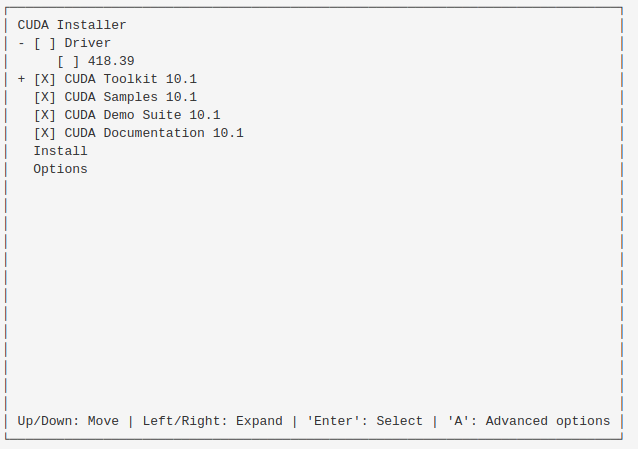 CUDA Installer
- [ ] Driver
[ ] 418.39
+ [X] CUDA Toolkit 10.1
[X] CUDA Samples 10.1
[X] CUDA Demo Suite 10.1
[X] CUDA Documentation 10.1
Install
Options
Up/Down: Move | Left/Right: Expand | 'Enter': Select | 'A': Advanced options